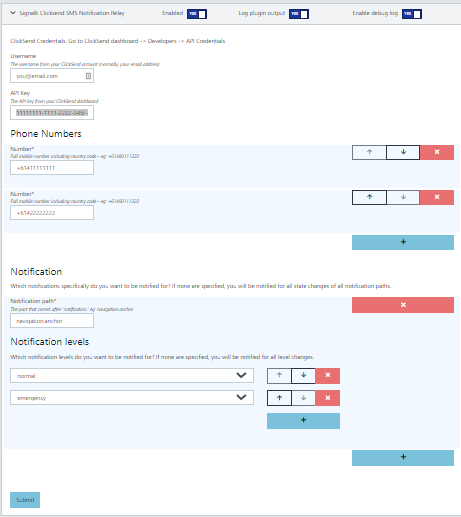 SignalK Clicksend SMS Notification Relay Enabled YES Log plugin output YES Enable debug log YES
ClickSend Credentials. Go to ClickSend dashboard -> Developers -> API Credentials
Username
The username from your ClickSend account (normally, your email address)
you@email.com
API Key
The API key from your ClickSend dashboard
Phone Numbers
Number*
Full mobile number including country code - eg +61400111222
+61411111111
Number*
Full mobile number including country code - eg +61400111222
+61422222222
+
Notification
Which notifications specifically do you want to be notified for? If none are specified, you will be notified for all state changes of all notification paths.
Notification path*
The part that comes after 'notification.' eg: navigation.anchor
navigation.anchor
Notification levels
Which notification levels do you want to be notified for? If none are specified, you will be notified for all level changes.
normal
emergency
+
+
Submit